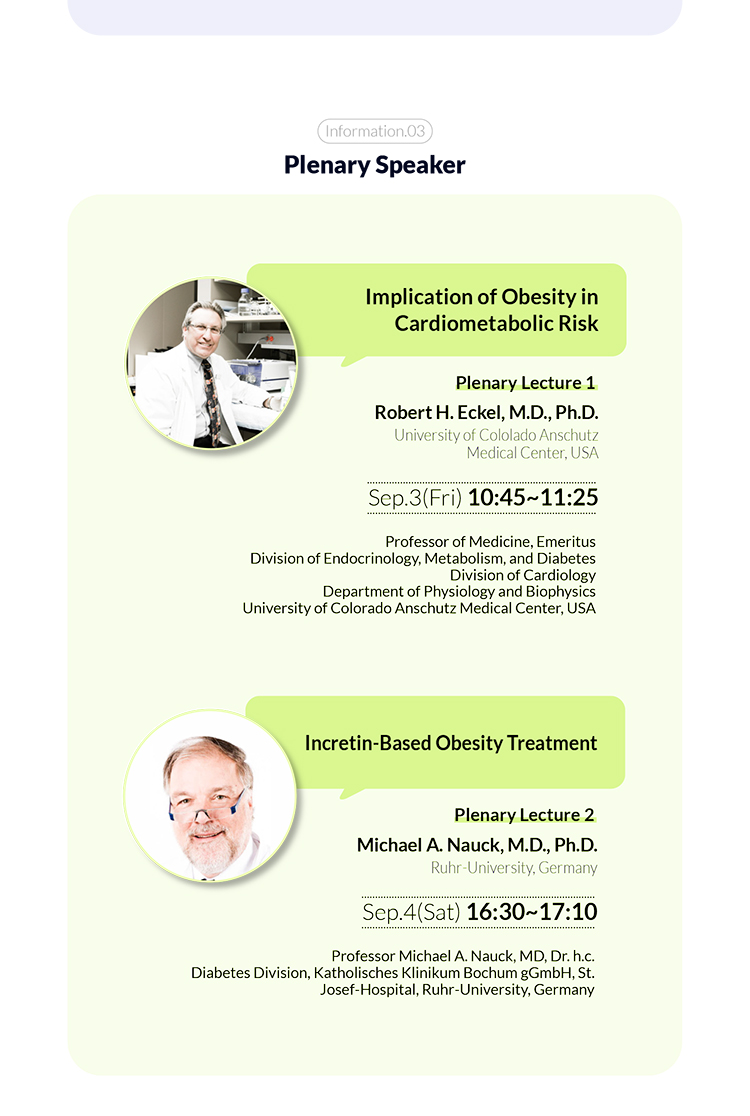 Information.03
Plenary Speaker
Implication of Obesity in
Cardiometabolic Risk
Plenary Lecture 1
Robert H. Eckel, M.D., Ph.D.
University of Cololado Anschutz
Medical Center, USA
Sep.3(Fri) 10:45~11:25
Professor of Medicine, Emeritus
Division of Endocrinology, Metabolism, and Diabetes
Division of Cardiology
Department of Physiology and Biophysics
University of Colorado Anschutz Medical Center, USA
Incretin-Based Obesity Treatment
Plenary Lecture 2
Michael A. Nauck, M.D., Ph.D.
Ruhr-University, Germany
Sep.4(Sat) 16:30~17:10
Professor Michael A. Nauck, MD, Dr. h.c.
Diabetes Division, Katholisches Klinikum Bochum gGmbH, St.
Josef-Hospital, Ruhr-University, Germany